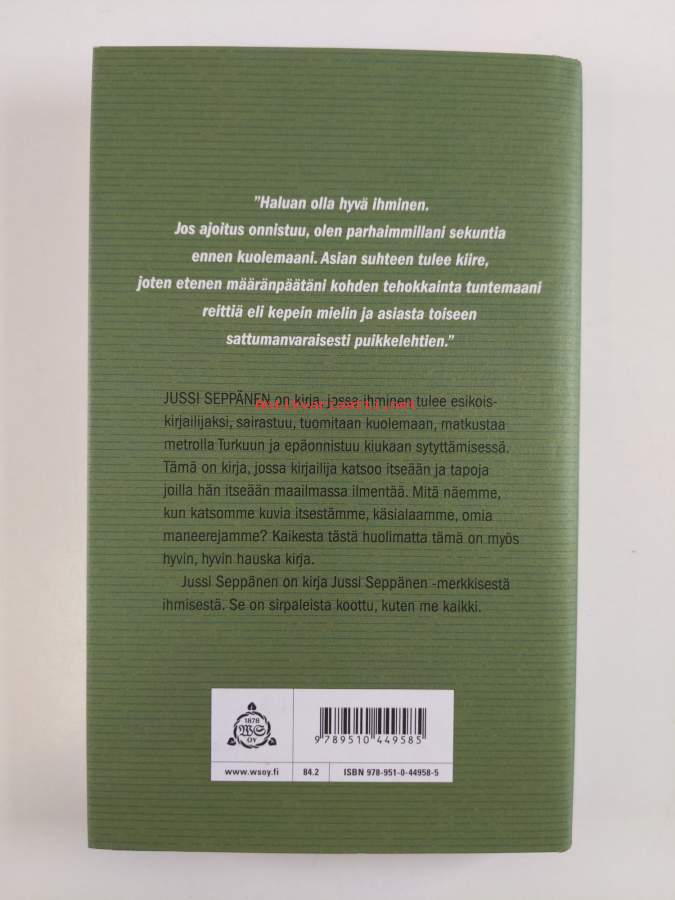 ”Haluan olla hyvä ihminen.
Jos ajoitus onnistuu, olen parhaimmillani sekuntia
ennen kuolemaani. Asian suhteen tulee kiire,
joten etenen määränpäätäni kohden tehokkainta tuntemaani
reittiä eli kepein mielin ja asiasta toiseen
sattumanvaraisesti puikkelehtien.”
JUSSI SEPPÄNEN on kirja, jossa ihminen tulee esikois-
kirjailijaksi, sairastuu, tuomitaan kuolemaan, matkustaa
metrolla Turkuun ja epäonnistuu kiukaan sytyttämisessä.
Tämä on kirja, jossa kirjailija katsoo itseään ja tapoja
joilla hän itseään maailmassa ilmentää. Mitä näemme,
kun katsomme kuvia itsestämme, käsialaamme, omia
maneerejamme? Kaikesta tästä huolimatta tämä on myös
hyvin, hyvin hauska kirja.
Jussi Seppänen on kirja Jussi Seppänen -merkkisestä
ihmisestä. Se on sirpaleista koottu, kuten me kaikki.
1878
WS
OY
9 789510 449585
www.wsoy.fi
84.2
ISBN 978-951-0-44958-5